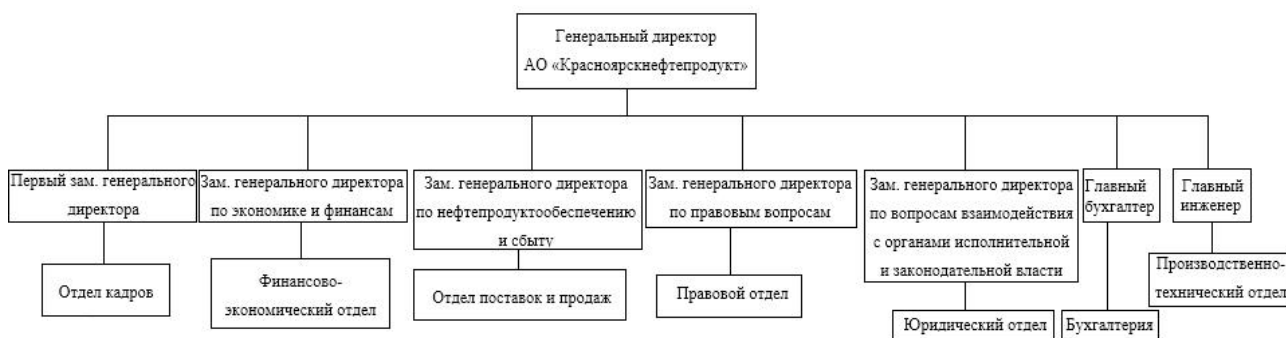 Генеральный директор
АО «Красноярскнефтепродукт»
Первый зам. генерального
директора
Зам. генерального директора
по экономике и финансам
Зам. генерального директора
по нефтепродуктообеспечению
и сбыту
Зам. генерального директора
по правовым вопросам
Зам. генерального директора
по вопросам взаимодействия
с органами исполнительной
и законодательной власти
Главный
бухгалтер
Главный
инженер
Отдел кадров
Финансово-
экономический отдел
Отдел поставок и продаж
Правовой отдел
Юридический отдел
Бухгалтерия
Производственно-
технический отдел